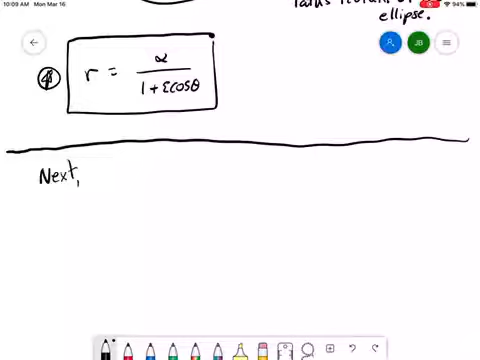 10:09 AM Mon Mar 16
94%
ellipse.
JB
4
r = α / 1 + εcosθ
Next,